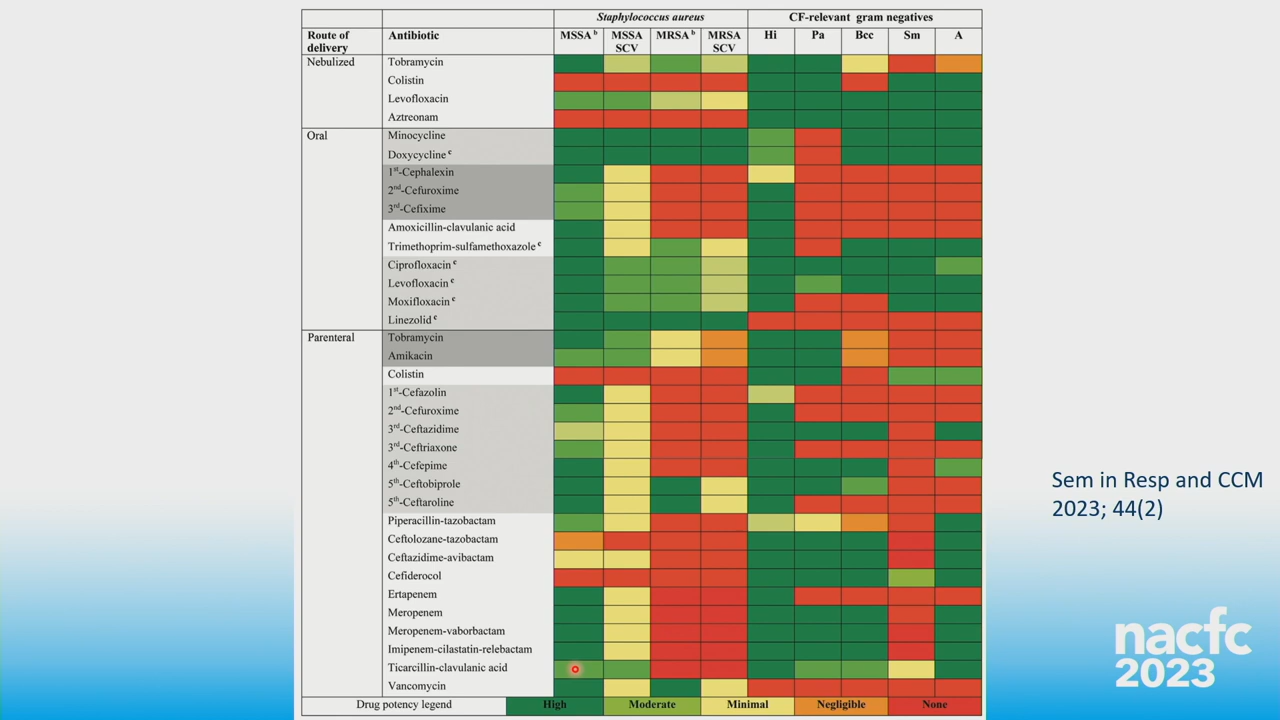 Staphylococcus aureus CF-relevant gram negatives
Route of delivery Antibiotic MSSA b MSSA SCV MRSA b MRSA SCV Hi Pa Bcc Sm A
Nebulized Tobramycin
Colistin
Levofloxacin
Aztreonam
Oral Minocycline
Doxycycline c
1st-Cephalexin
2nd-Cefuroxime
3rd-Cefixime
Amoxicillin-clavulanic acid
Trimethoprim-sulfamethoxazole c
Ciprofloxacin c
Levofloxacin c
Moxifloxacin c
Linezolid c
Parenteral Tobramycin
Amikacin
Colistin
1st-Cefazolin
2nd-Cefuroxime
3rd-Ceftazidime
3rd-Ceftriaxone
4th-Cefepime
5th-Ceftobiprole
5th-Ceftaroline
Piperacillin-tazobactam
Ceftolozane-tazobactam
Ceftazidime-avibactam
Cefiderocol
Ertapenem
Meropenem
Meropenem-vaborbactam
Imipenem-cilastatin-relebactam
Ticarcillin-clavulanic acid
Vancomycin
Drug potency legend High Moderate Minimal Negligible None
Sem in Resp and CCM
2023; 44(2)
nacfc
2023